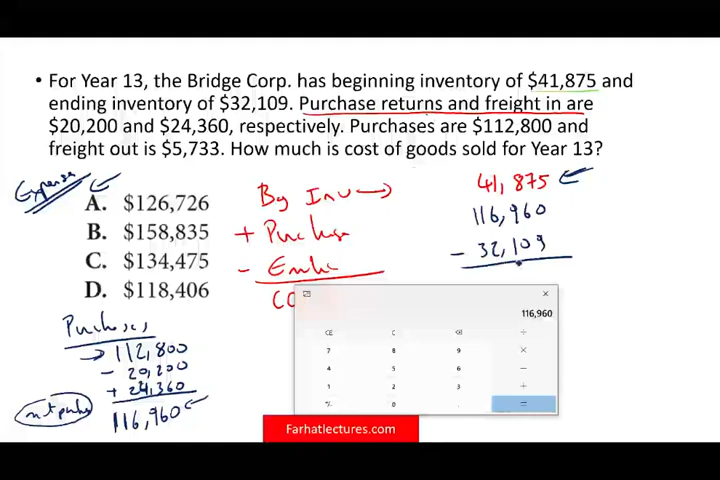 • For Year 13, the Bridge Corp. has beginning inventory of $41,875 and
ending inventory of $32,109. Purchase returns and freight in are
$20,200 and $24,360, respectively. Purchases are $112,800 and
freight out is $5,733. How much is cost of goods sold for Year 13?
Expense
A. $126,726
B. $158,835
C. $134,475
D. $118,406
Beg Inv
+ Purchase
-
CO
41,875
116,960
- 32,109
Purchases
112,800
- 20,200
+ 24,360
116,960
116,960
CE C ÷
7 8 9 ×
4 5 6 −
1 2 3 +
% 0 . =
Farhatlectures.com